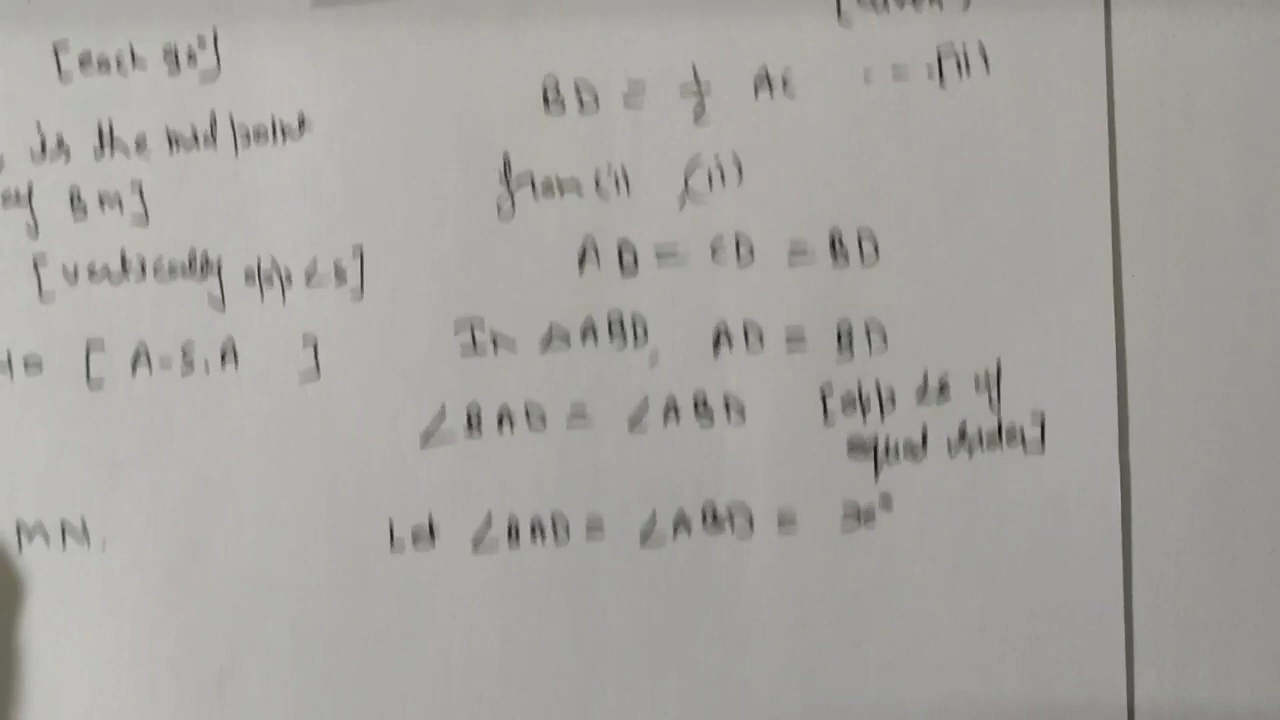 [each 90°]
is the mid point
of BM]
[vertically opp ∠s]
[A.S.A ]
MN.
BD = 1/2 AC ... (ii)
from (i) (ii)
AD = CD = BD
In △ABD, AD = BD
∠BAD = ∠ABD [opp ∠s of
equal sides]
Let ∠BAD = ∠ABD =